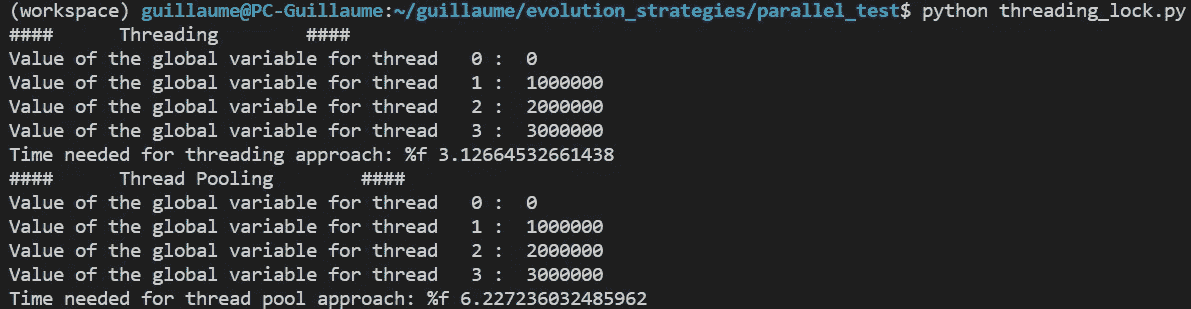 (workspace) guillaume@PC-Guillaume:~/guillaume/evolution_strategies/parallel_test$ python threading_lock.py
####      Threading        ####
Value of the global variable for thread   0 :  0
Value of the global variable for thread   1 :  1000000
Value of the global variable for thread   2 :  2000000
Value of the global variable for thread   3 :  3000000
Time needed for threading approach: %f 3.12664532661438
####      Thread Pooling        ####
Value of the global variable for thread   0 :  0
Value of the global variable for thread   1 :  1000000
Value of the global variable for thread   2 :  2000000
Value of the global variable for thread   3 :  3000000
Time needed for thread pool approach: %f 6.227236032485962